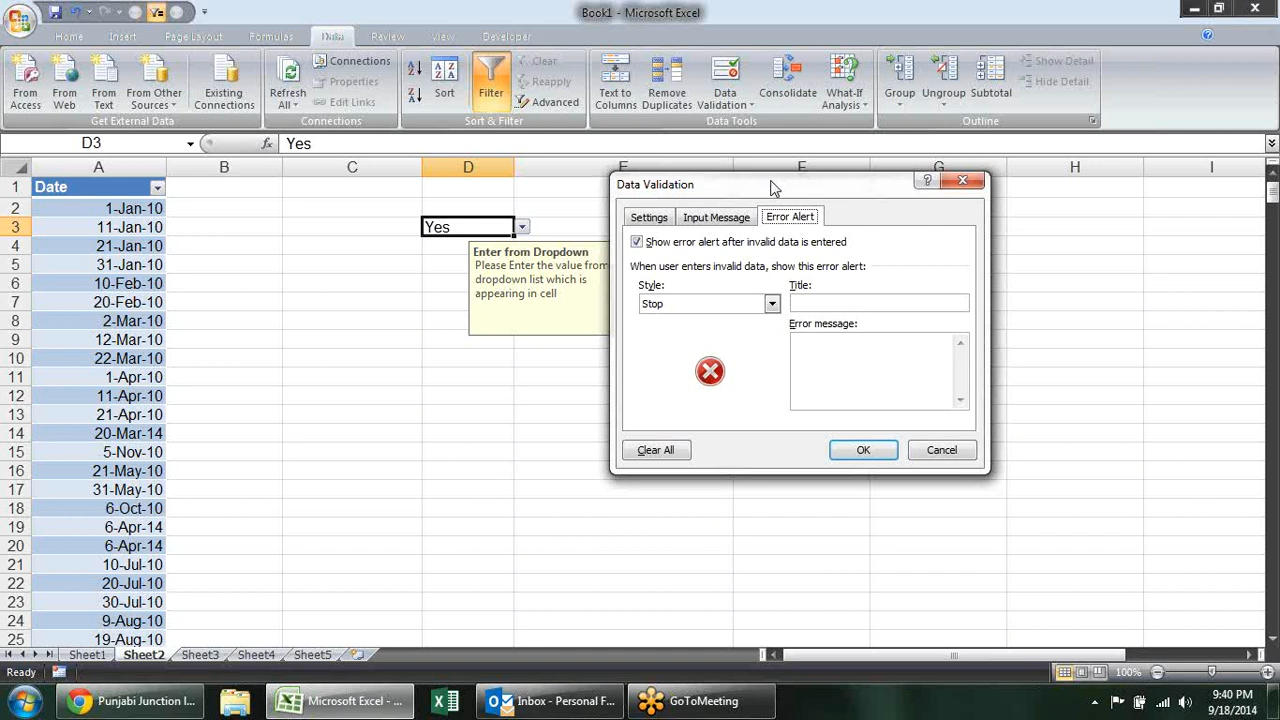 Book1 - Microsoft Excel
Home Insert Page Layout Formulas Data Review View Developer
From Access
From Web
From Text
From Other Sources
Existing Connections
Get External Data
Refresh All
Connections
Properties
Edit Links
Connections
Sort
Filter
Clear
Reapply
Advanced
Sort & Filter
Text to Columns
Remove Duplicates
Data Validation
Consolidate
What-If Analysis
Data Tools
Group
Ungroup
Subtotal
Show Detail
Hide Detail
Outline
D3 fx Yes
A B C D E F G H I
1 Date
2 1-Jan-10
3 11-Jan-10 Yes
4 21-Jan-10
5 31-Jan-10
6 10-Feb-10
7 20-Feb-10
8 2-Mar-10
9 12-Mar-10
10 22-Mar-10
11 1-Apr-10
12 11-Apr-10
13 21-Apr-10
14 20-Mar-14
15 5-Nov-10
16 21-May-10
17 31-May-10
18 6-Oct-10
19 6-Apr-14
20 6-Apr-14
21 10-Jul-10
22 20-Jul-10
23 30-Jul-10
24 9-Aug-10
25 19-Aug-10
Enter from Dropdown
Please Enter the value from
dropdown list which is
appearing in cell
Data Validation
Settings Input Message Error Alert
Show error alert after invalid data is entered
When user enters invalid data, show this error alert:
Style: Title:
Stop
Error message:
Clear All OK Cancel
Sheet1 Sheet2 Sheet3 Sheet4 Sheet5
Ready 100%
Punjabi Junction I...
Microsoft Excel - ...
Inbox - Personal F...
GoToMeeting
9:40 PM
9/18/2014